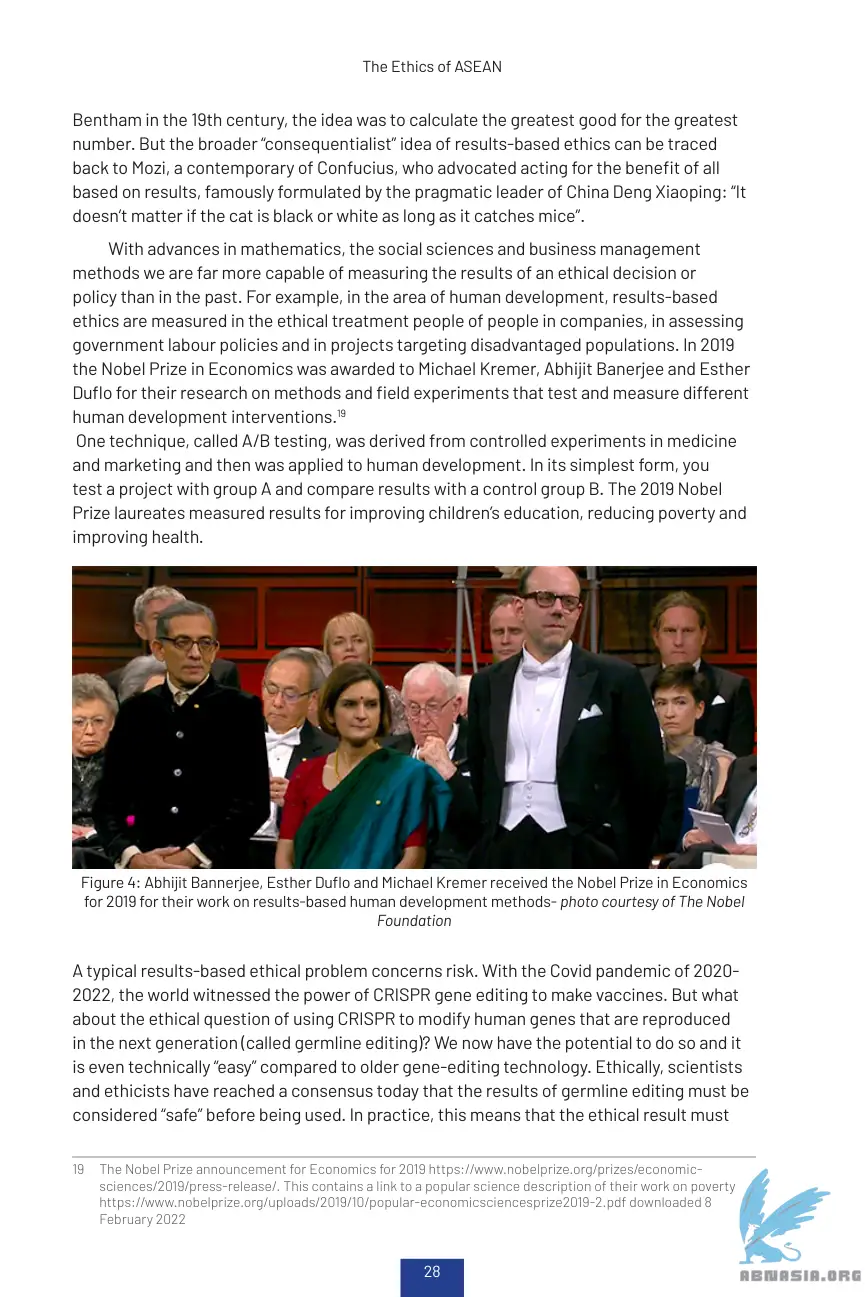 The Ethics of ASEAN
Bentham in the 19th century, the idea was to calculate the greatest good for the greatest
number. But the broader “consequentialist” idea of results-based ethics can be traced
back to Mozi, a contemporary of Confucius, who advocated acting for the benefit of all
based on results, famously formulated by the pragmatic leader of China Deng Xiaoping: “It
doesn’t matter if the cat is black or white as long as it catches mice”.
With advances in mathematics, the social sciences and business management
methods we are far more capable of measuring the results of an ethical decision or
policy than in the past. For example, in the area of human development, results-based
ethics are measured in the ethical treatment people of people in companies, in assessing
government labour policies and in projects targeting disadvantaged populations. In 2019
the Nobel Prize in Economics was awarded to Michael Kremer, Abhijit Banerjee and Esther
Duflo for their research on methods and field experiments that test and measure different
human development interventions.19
One technique, called A/B testing, was derived from controlled experiments in medicine
and marketing and then was applied to human development. In its simplest form, you
test a project with group A and compare results with a control group B. The 2019 Nobel
Prize laureates measured results for improving children’s education, reducing poverty and
improving health.
Figure 4: Abhijit Bannerjee, Esther Duflo and Michael Kremer received the Nobel Prize in Economics
for 2019 for their work on results-based human development methods- photo courtesy of The Nobel
Foundation
A typical results-based ethical problem concerns risk. With the Covid pandemic of 2020-
2022, the world witnessed the power of CRISPR gene editing to make vaccines. But what
about the ethical question of using CRISPR to modify human genes that are reproduced
in the next generation (called germline editing)? We now have the potential to do so and it
is even technically “easy” compared to older gene-editing technology. Ethically, scientists
and ethicists have reached a consensus today that the results of germline editing must be
considered “safe” before being used. In practice, this means that the ethical result must
19 The Nobel Prize announcement for Economics for 2019 https://www.nobelprize.org/prizes/economic-
sciences/2019/press-release/. This contains a link to a popular science description of their work on poverty
https://www.nobelprize.org/uploads/2019/10/popular-economicsciencesprize2019-2.pdf downloaded 8
February 2022
28
ABNASIA.ORG